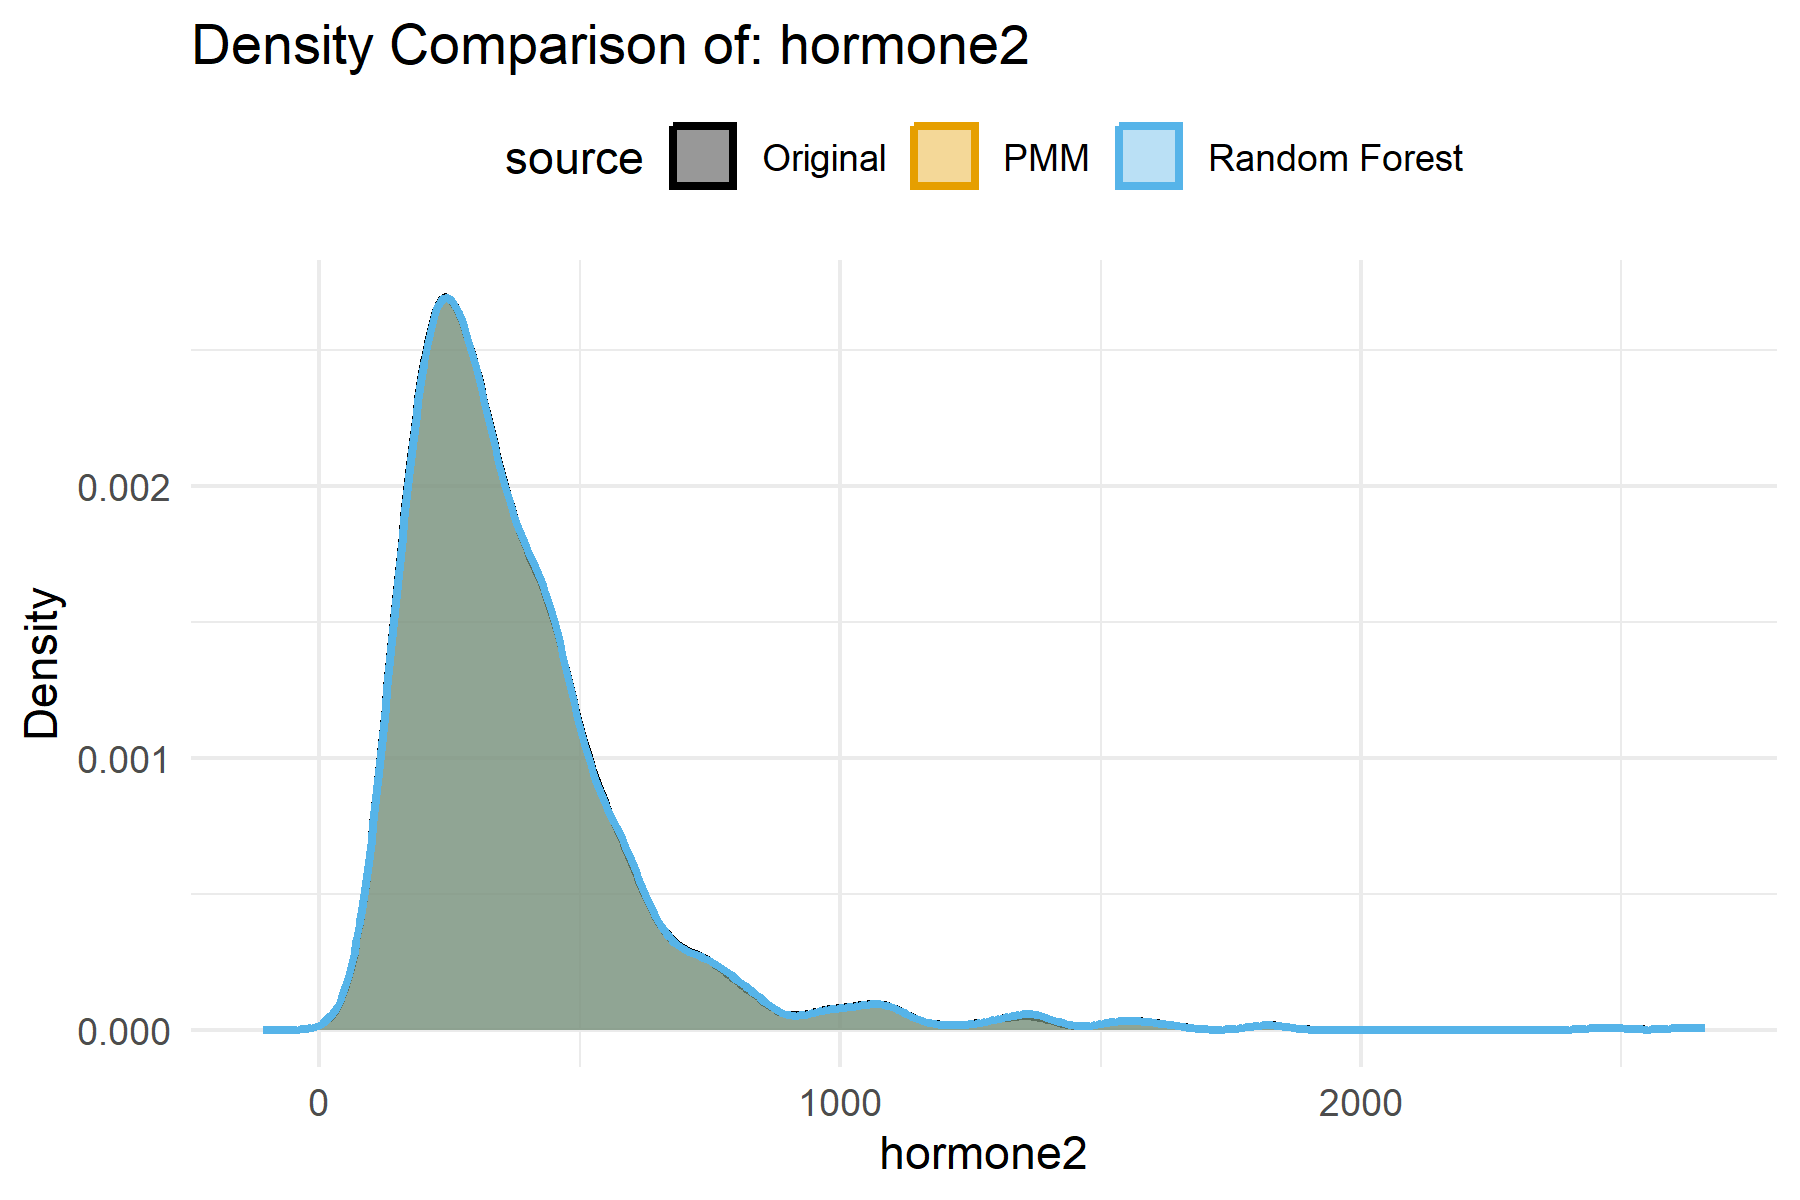 Density Comparison of: hormone2
source Original PMM Random Forest
Density
0.002
0.001
0.000
0 1000 2000
hormone2